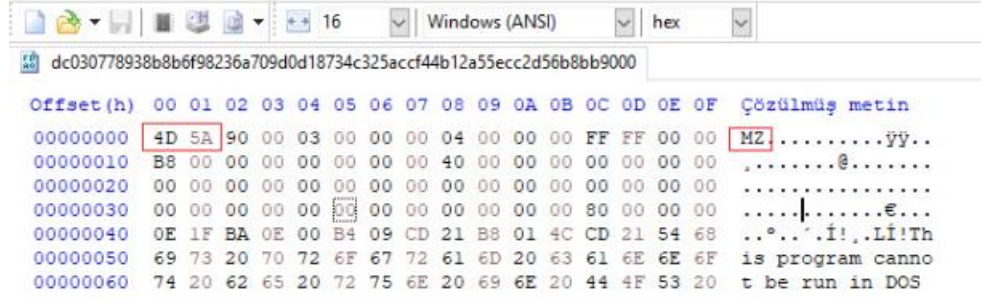 16 Windows (ANSI) hex
dc030778938b8b6f98236a709d0d18734c325accf44b12a55ecc2d56b8bb9000
Offset(h) 00 01 02 03 04 05 06 07 08 09 0A 0B 0C 0D 0E 0F Çözülmüş metin
00000000 4D 5A 90 00 03 00 00 00 04 00 00 00 FF FF 00 00 MZ..........ÿÿ..
00000010 B8 00 00 00 00 00 00 00 40 00 00 00 00 00 00 00 ¸.......@.......
00000020 00 00 00 00 00 00 00 00 00 00 00 00 00 00 00 00 ................
00000030 00 00 00 00 00 00 00 00 00 00 00 00 80 00 00 00 ............€...
00000040 0E 1F BA 0E 00 B4 09 CD 21 B8 01 4C CD 21 54 68 ..º..´.Í!¸.LÍ!Th
00000050 69 73 20 70 72 6F 67 72 61 6D 20 63 61 6E 6E 6F is program canno
00000060 74 20 62 65 20 72 75 6E 20 69 6E 20 44 4F 53 20 t be run in DOS